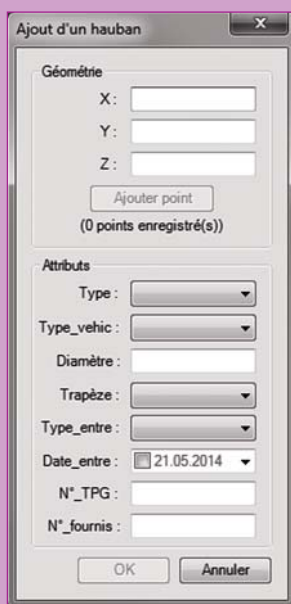 Ajout d'un hauban
Géométrie
X :
Y :
Z :
Ajouter point
(0 points enregistré(s))
Attributs
Type :
Type_vehic :
Diamètre :
Trapèze :
Type_entre :
Date_entre : 21.05.2014
N°_TPG :
N°_fournis :
OK Annuler